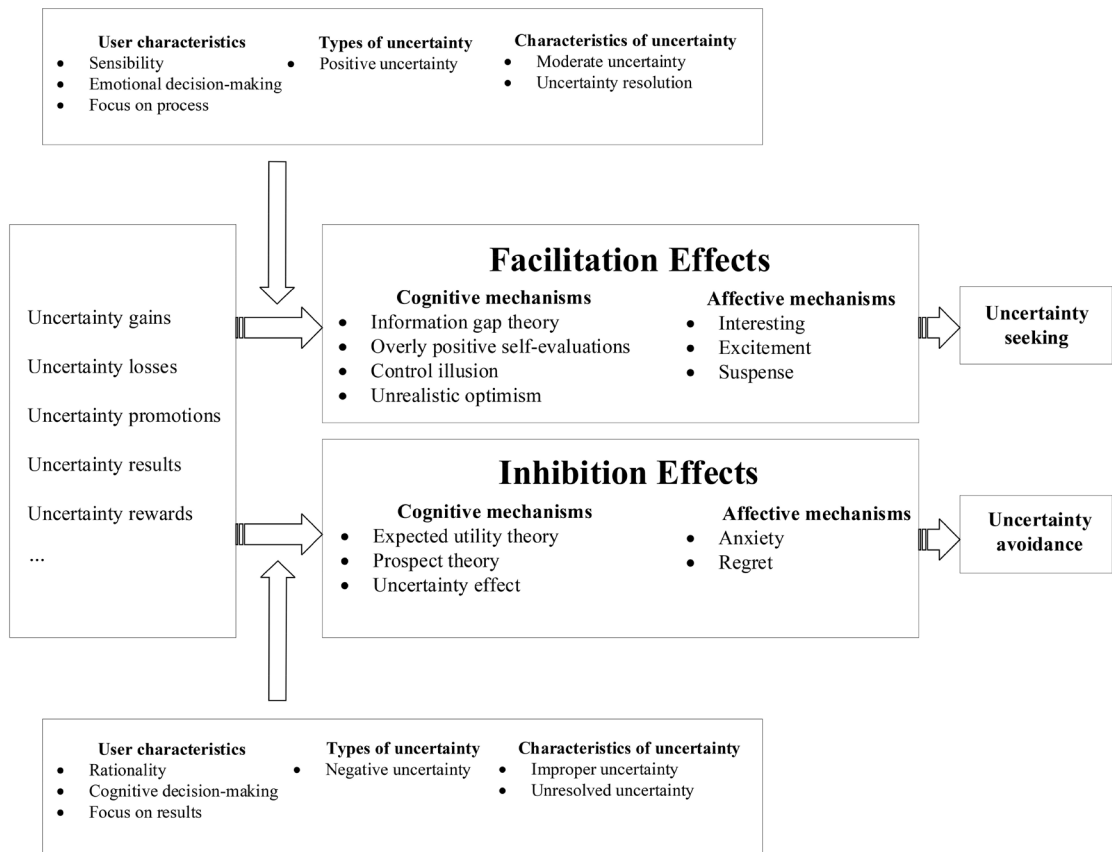 User characteristics
• Sensibility
• Emotional decision-making
• Focus on process
Types of uncertainty
• Positive uncertainty
Characteristics of uncertainty
• Moderate uncertainty
• Uncertainty resolution
Uncertainty gains
Uncertainty losses
Uncertainty promotions
Uncertainty results
Uncertainty rewards
...
Facilitation Effects
Cognitive mechanisms
• Information gap theory
• Overly positive self-evaluations
• Control illusion
• Unrealistic optimism
Affective mechanisms
• Interesting
• Excitement
• Suspense
Uncertainty
seeking
Inhibition Effects
Cognitive mechanisms
• Expected utility theory
• Prospect theory
• Uncertainty effect
Affective mechanisms
• Anxiety
• Regret
Uncertainty
avoidance
User characteristics
• Rationality
• Cognitive decision-making
• Focus on results
Types of uncertainty
• Negative uncertainty
Characteristics of uncertainty
• Improper uncertainty
• Unresolved uncertainty